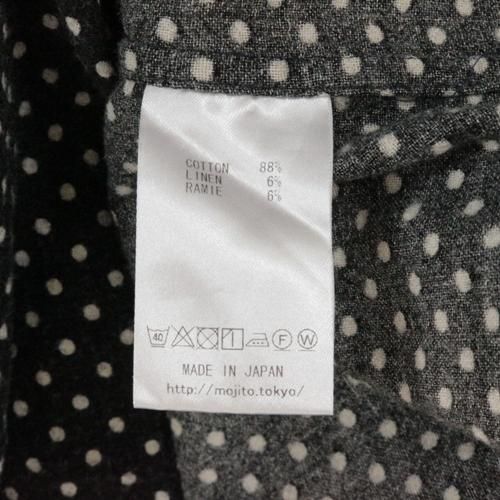 COTTON 88%
LINEN 6%
RAMIE 6%
40 F W
MADE IN JAPAN
http://mojito.tokyo/